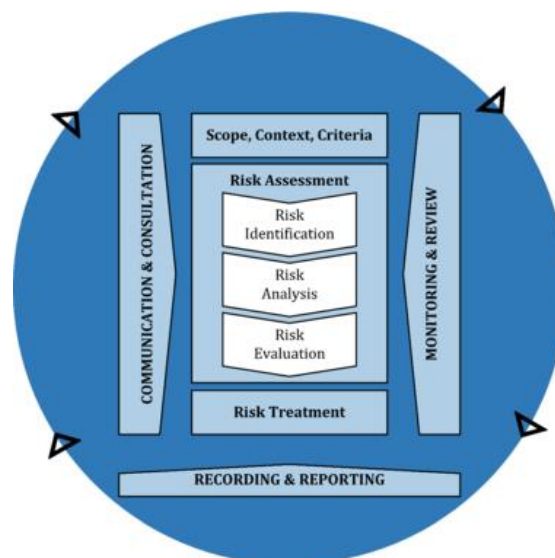 Scope, Context, Criteria
COMMUNICATION & CONSULTATION
Risk Assessment
Risk
Identification
Risk
Analysis
Risk
Evaluation
MONITORING & REVIEW
Risk Treatment
RECORDING & REPORTING